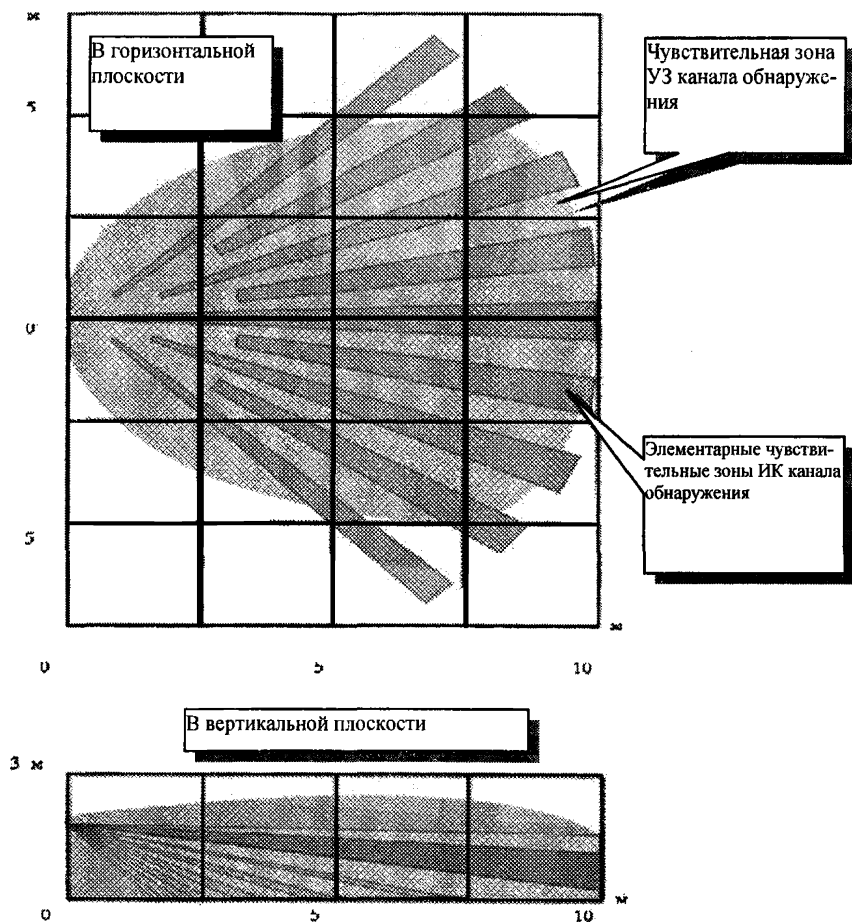 м
В горизонтальной
плоскости
Чувствительная зона
УЗ канала обнаруже-
ния
5
0
Элементарные чувстви-
тельные зоны ИК канала
обнаружения
5
м
0 5 10
В вертикальной плоскости
3 м
м
0 5 10